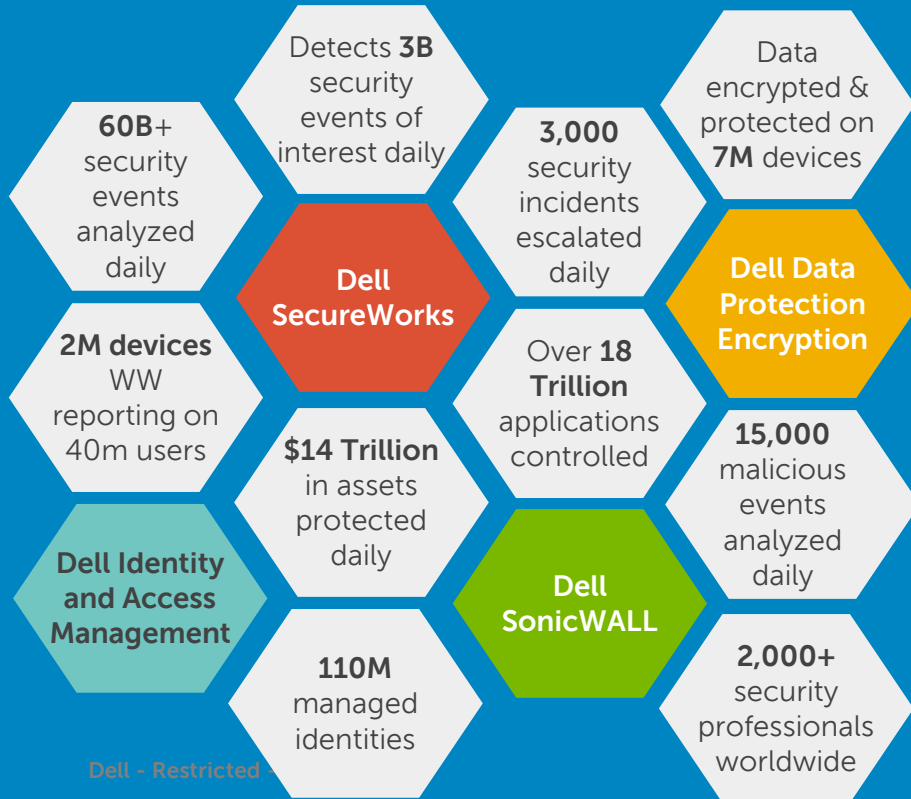 Detects 3B
security
events of
interest daily
Data
encrypted &
protected on
7M devices
60B+
security
events
analyzed
daily
3,000
security
incidents
escalated
daily
Dell
SecureWorks
Dell Data
Protection
Encryption
2M devices
WW
reporting on
40m users
Over 18
Trillion
applications
controlled
$14 Trillion
in assets
protected
daily
15,000
malicious
events
analyzed
daily
Dell Identity
and Access
Management
Dell
SonicWALL
110M
managed
identities
2,000+
security
professionals
worldwide
Dell - Restricted -